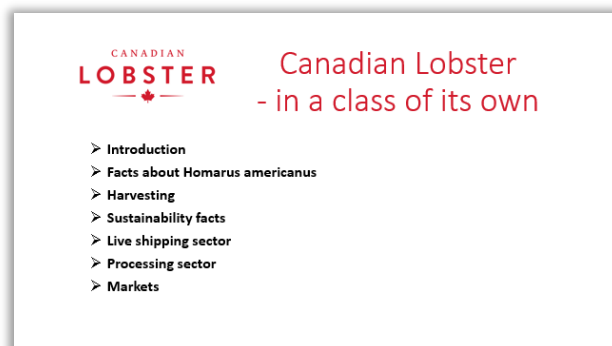 CANADIAN
LOBSTER
Canadian Lobster
- in a class of its own
Introduction
Facts about Homarus americanus
Harvesting
Sustainability facts
Live shipping sector
Processing sector
Markets